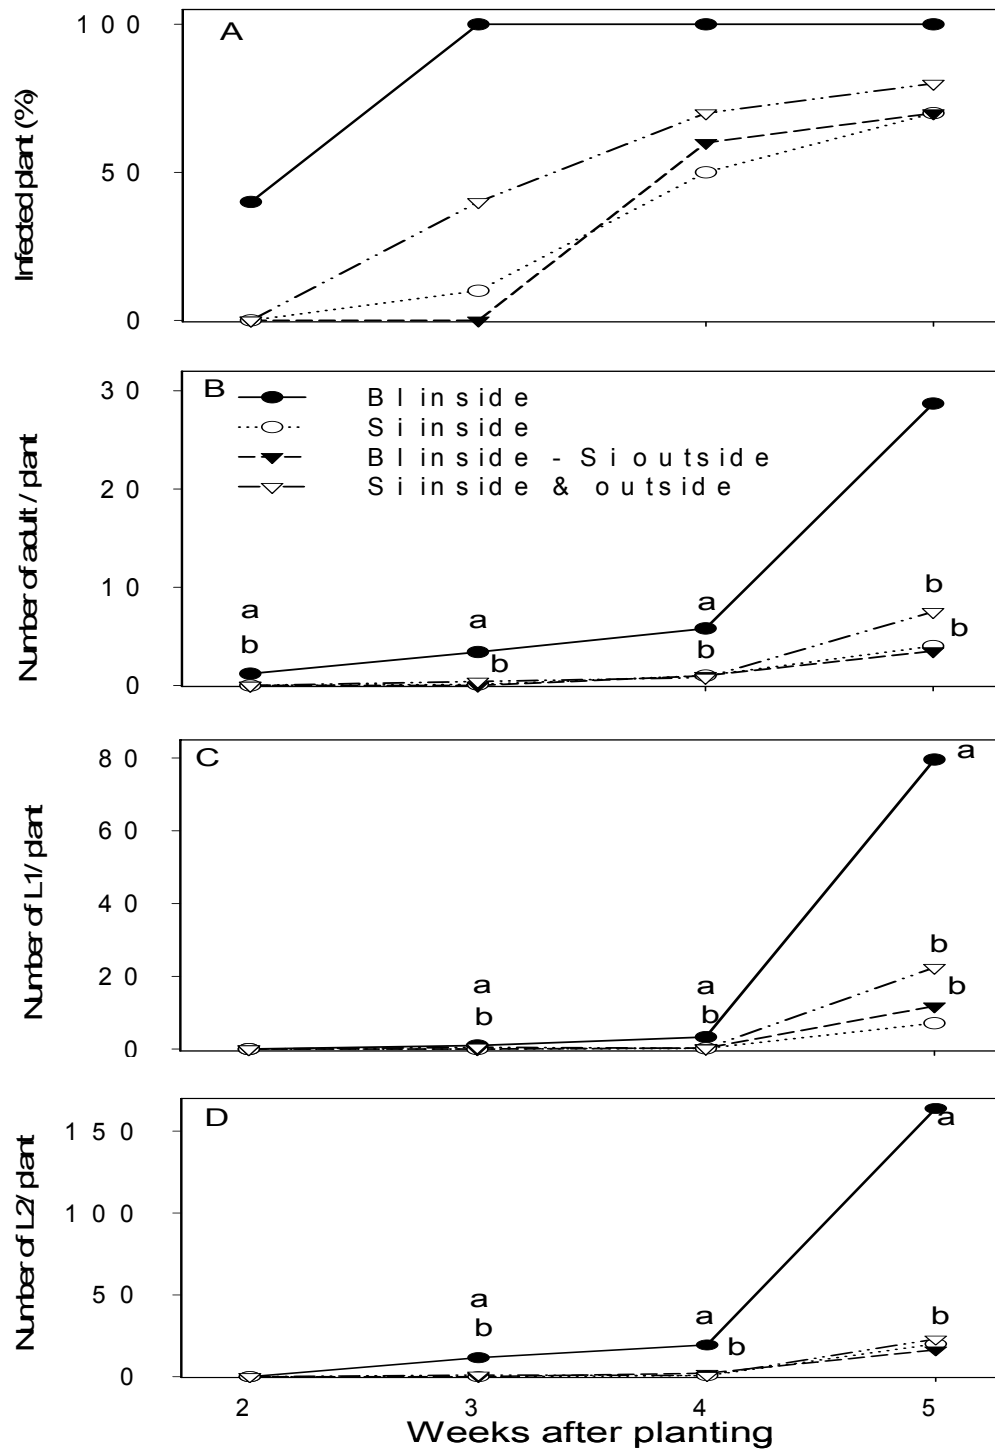 100
A
50
0
Infected plant (%)
B
30
Bl inside
Si inside
Bl inside - Si outside
Si inside & outside
20
10
0
a
b
a
b
a
b
b
b
Number of adult / plant
C
80
60
40
20
0
a
b
a
b
a
b
b
Number of L1/ plant
D
150
100
50
0
a
b
a
b
a
b
Number of L2/ plant
2 3 4 5
Weeks after planting